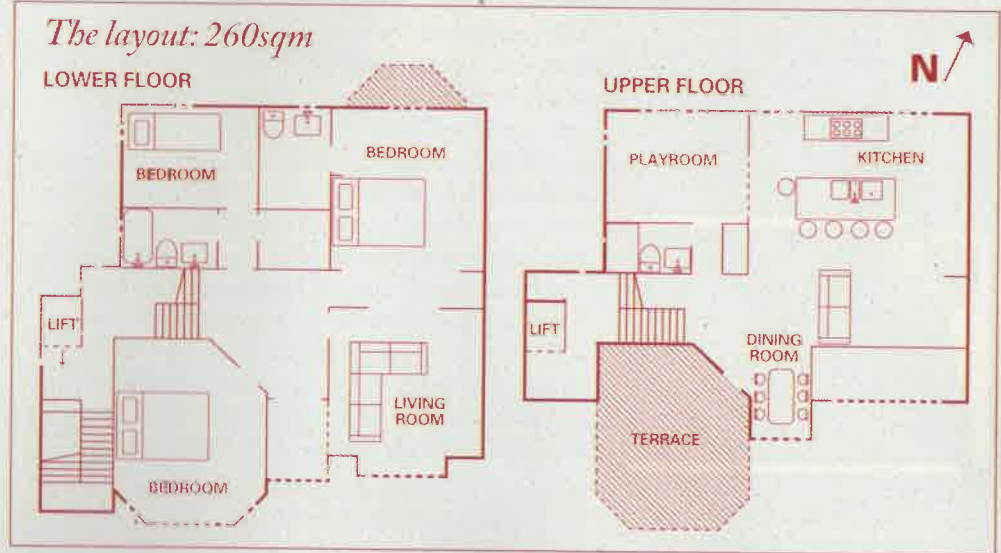 The layout: 260sqm
LOWER FLOOR
BEDROOM
BEDROOM
LIFT
LIVING
ROOM
BEDROOM
N
UPPER FLOOR
PLAYROOM
KITCHEN
LIFT
DINING
ROOM
TERRACE